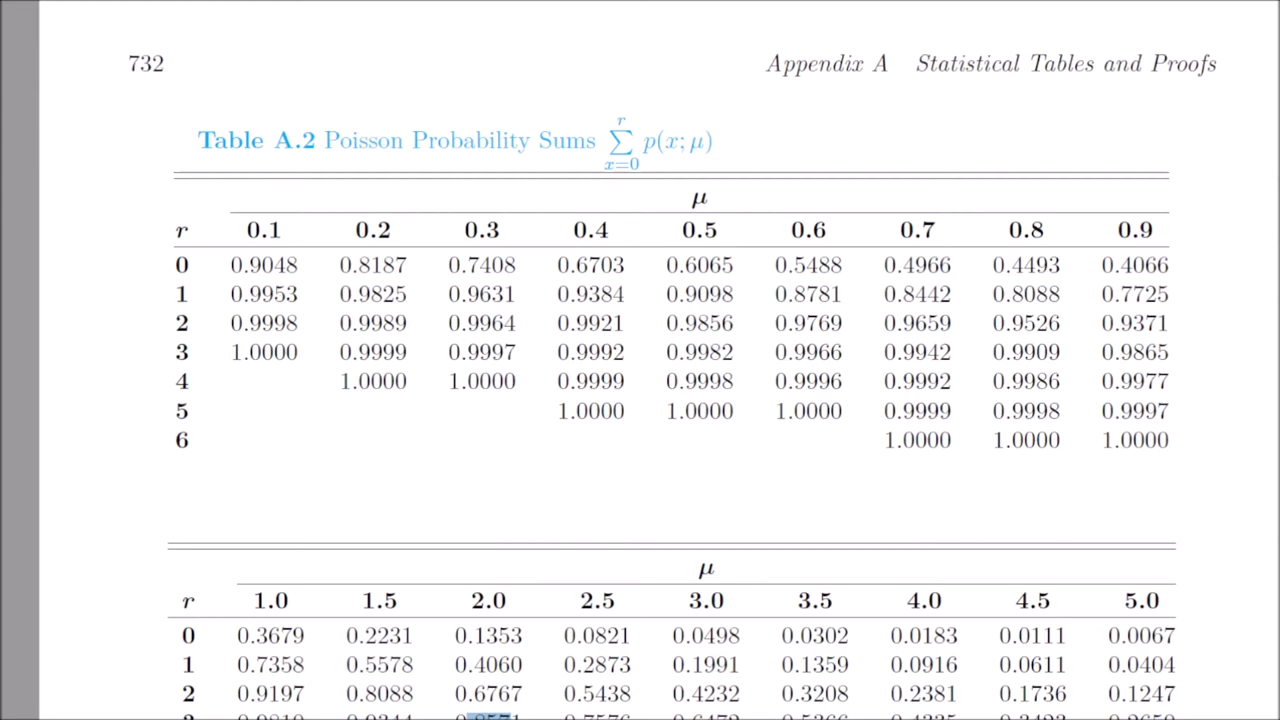 732
Appendix A Statistical Tables and Proofs
r
Table A.2 Poisson Probability Sums ∑ p(x; μ)
x=0
μ
r 0.1 0.2 0.3 0.4 0.5 0.6 0.7 0.8 0.9
0 0.9048 0.8187 0.7408 0.6703 0.6065 0.5488 0.4966 0.4493 0.4066
1 0.9953 0.9825 0.9631 0.9384 0.9098 0.8781 0.8442 0.8088 0.7725
2 0.9998 0.9989 0.9964 0.9921 0.9856 0.9769 0.9659 0.9526 0.9371
3 1.0000 0.9999 0.9997 0.9992 0.9982 0.9966 0.9942 0.9909 0.9865
4 1.0000 1.0000 0.9999 0.9998 0.9996 0.9992 0.9986 0.9977
5 1.0000 1.0000 1.0000 0.9999 0.9998 0.9997
6 1.0000 1.0000 1.0000
μ
r 1.0 1.5 2.0 2.5 3.0 3.5 4.0 4.5 5.0
0 0.3679 0.2231 0.1353 0.0821 0.0498 0.0302 0.0183 0.0111 0.0067
1 0.7358 0.5578 0.4060 0.2873 0.1991 0.1359 0.0916 0.0611 0.0404
2 0.9197 0.8088 0.6767 0.5438 0.4232 0.3208 0.2381 0.1736 0.1247